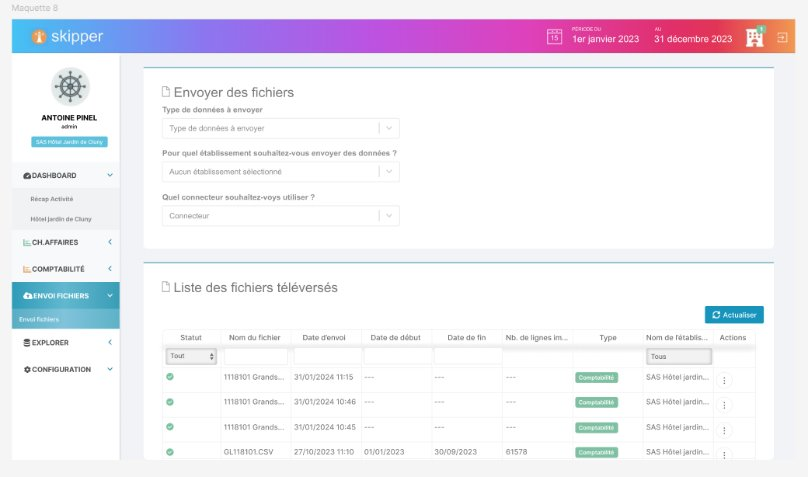 Maquette 8
skipper
PÉRIODE DU
1er janvier 2023
AU
31 décembre 2023
15
1
ANTOINE PINEL
admin
SAS Hôtel Jardin de Cluny
DASHBOARD
Récap Activité
Hôtel jardin de Cluny
CH.AFFAIRES
COMPTABILITÉ
ENVOI FICHIERS
Envoi fichiers
EXPLORER
CONFIGURATION
Envoyer des fichiers
Type de données à envoyer
Type de données à envoyer
Pour quel établissement souhaitez-vous envoyer des données ?
Aucun établissement sélectionné
Quel connecteur souhaitez-voys utiliser ?
Connecteur
Liste des fichiers téléversés
Actualiser
Statut Nom du fichier Date d'envoi Date de début Date de fin Nb. de lignes im... Type Nom de l'établis... Actions
Tout Tous
1118101 Grands... 31/01/2024 11:15 --- --- --- Comptabilité SAS Hôtel jardin...
1118101 Grands... 31/01/2024 10:46 --- --- --- Comptabilité SAS Hôtel jardin...
1118101 Grands... 31/01/2024 10:45 --- --- --- Comptabilité SAS Hôtel jardin...
GL118101.CSV 27/10/2023 11:10 01/01/2023 30/09/2023 61578 Comptabilité SAS Hôtel jardin...